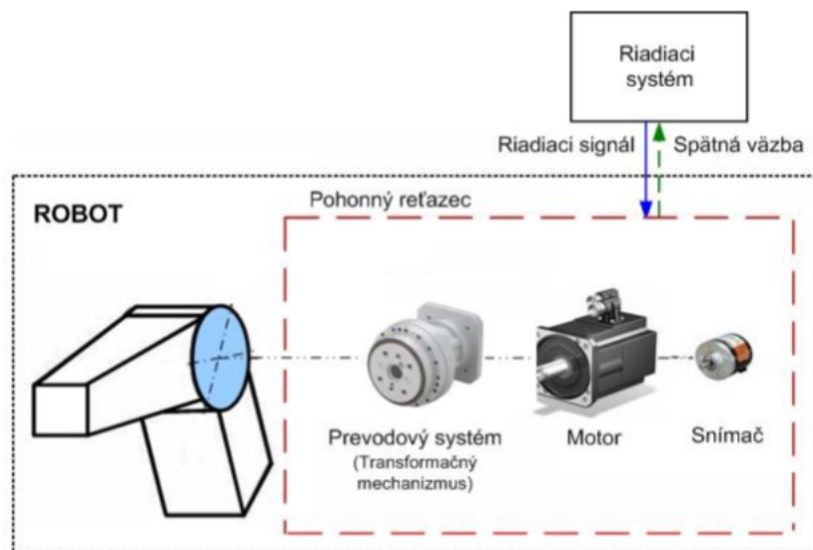 Riadiaci
systém
Riadiaci signál
Spätná väzba
ROBOT
Pohonný reťazec
Prevodový systém
(Transformačný
mechanizmus)
Motor
Snímač